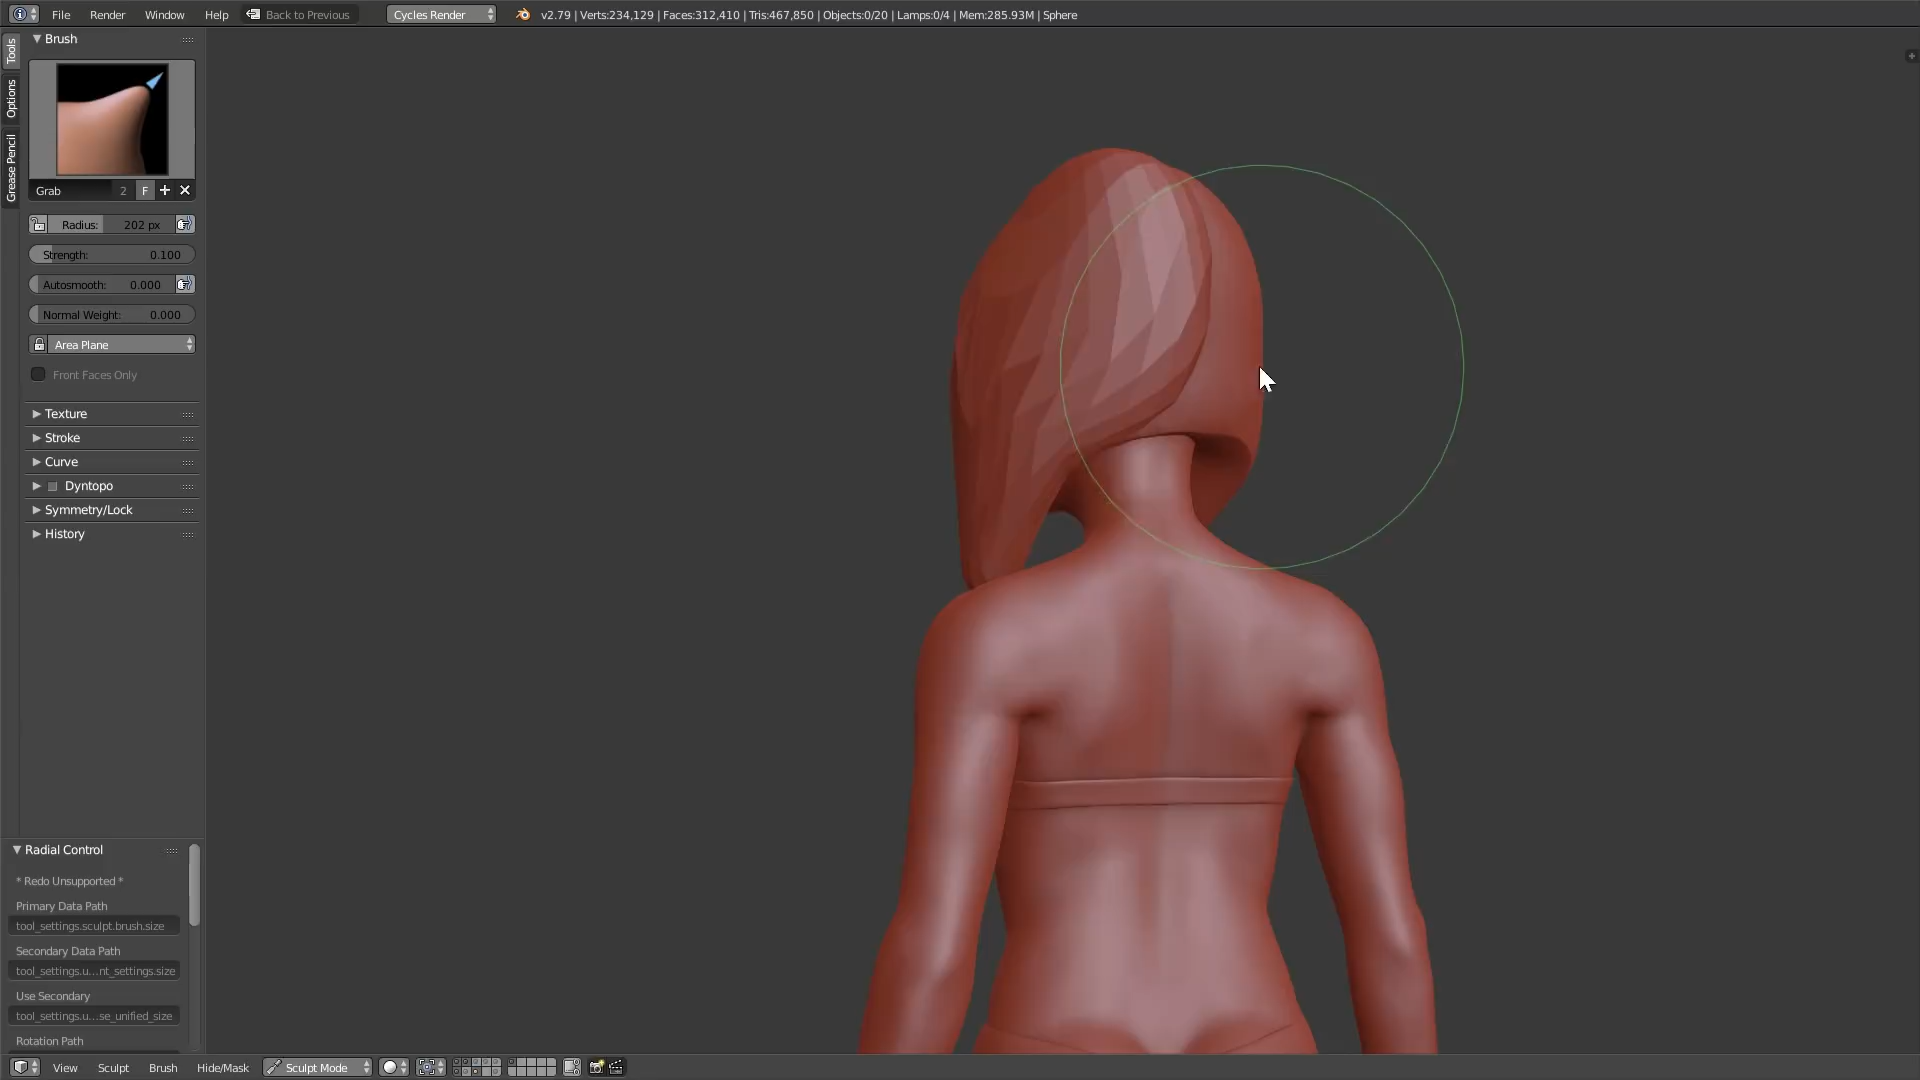 File Render Window Help Back to Previous Cycles Render v2.79 | Verts:234,129 | Faces:312,410 | Tris:467,850 | Objects:0/20 | Lamps:0/4 | Mem:285.93M | Sphere
Tools
Options
Grease Pencil
Brush
Grab 2 F
Radius: 202 px
Strength: 0.100
Autosmooth: 0.000
Normal Weight: 0.000
Area Plane
Front Faces Only
Texture
Stroke
Curve
Dyntopo
Symmetry/Lock
History
Radial Control
* Redo Unsupported *
Primary Data Path
tool_settings.sculpt.brush.size
Secondary Data Path
tool_settings.u...nt_settings.size
Use Secondary
tool_settings.u...se_unified_size
Rotation Path
View Sculpt Brush Hide/Mask Sculpt Mode